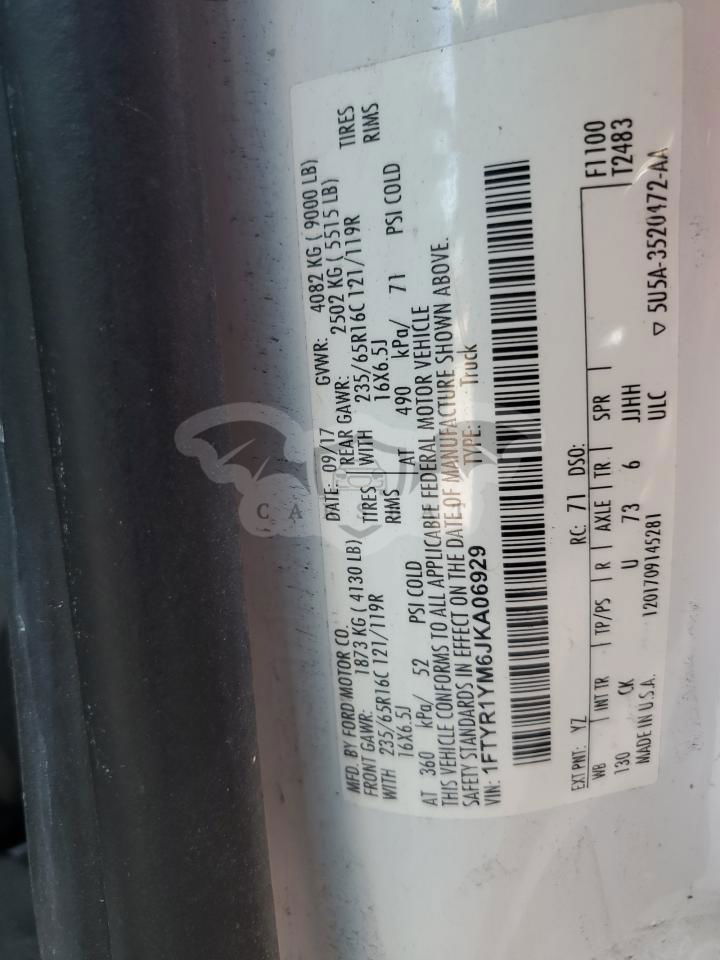 MFD. BY FORD MOTOR CO.
DATE: 09/17
GVWR: 4082 KG ( 9000 LB)
FRONT GAWR: 1873 KG ( 4130 LB)
REAR GAWR: 2502 KG ( 5515 LB)
WITH 235/65R16C 121/119R TIRES
WITH 235/65R16C 121/119R TIRES
16X6.5J RIMS
16X6.5J RIMS
AT 360 kPa/ 52 PSI COLD
AT 490 kPa/ 71 PSI COLD
THIS VEHICLE CONFORMS TO ALL APPLICABLE FEDERAL MOTOR VEHICLE
SAFETY STANDARDS IN EFFECT ON THE DATE OF MANUFACTURE SHOWN ABOVE.
VIN: 1FTYR1YM6JKA06929
TYPE: Truck
F1100
T2483
EXT PNT: YZ RC: 71 DSO:
WB INT TR TP/PS R AXLE TR SPR
130 CK U 73 6 JJHH
MADE IN U.S.A. 1201709145281 ULC
▽ 5U5A-3520472-AA
C A